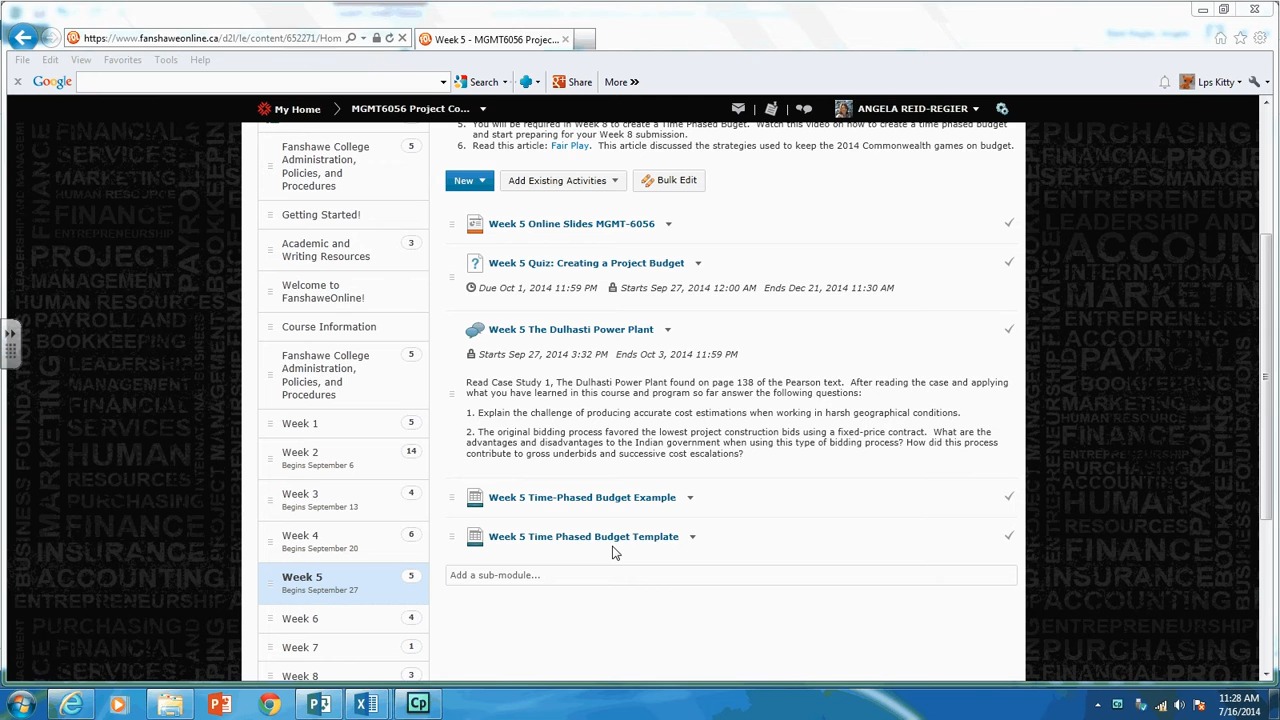 https://www.fanshaweonline.ca/d2l/le/content/652271/Hom
Week 5 - MGMT6056 Projec...
File Edit View Favorites Tools Help
Google Search Share More » Lps Kitty
My Home MGMT6056 Project Co... ANGELA REID-REGIER
5. You will be required in Week 8 to create a Time Phased Buget. Watch this video on how to create a time phased budget
and start preparing for your Week 8 submission.
6. Read this article: Fair Play. This article discussed the strategies used to keep the 2014 Commonwealth games on budget.
New Add Existing Activities Bulk Edit
Fanshawe College
Administration,
Policies, and
Procedures
5
Getting Started!
Academic and
Writing Resources
3
Welcome to
FanshaweOnline!
Course Information
Fanshawe College
Administration,
Policies, and
Procedures
5
Week 1
5
Week 2
Begins September 6
14
Week 3
Begins September 13
4
Week 4
Begins September 20
6
Week 5
Begins September 27
5
Week 6
4
Week 7
1
Week 8
3
Week 5 Online Slides MGMT-6056
Week 5 Quiz: Creating a Project Budget
Due Oct 1, 2014 11:59 PM Starts Sep 27, 2014 12:00 AM Ends Dec 21, 2014 11:30 AM
Week 5 The Dulhasti Power Plant
Starts Sep 27, 2014 3:32 PM Ends Oct 3, 2014 11:59 PM
Read Case Study 1, The Dulhasti Power Plant found on page 138 of the Pearson text. After reading the case and applying
what you have learned in this course and program so far answer the following questions:
1. Explain the challenge of producing accurate cost estimations when working in harsh geographical conditions.
2. The original bidding process favored the lowest project construction bids using a fixed-price contract. What are the
advantages and disadvantages to the Indian government when using this type of bidding process? How did this process
contribute to gross underbids and successive cost escalations?
Week 5 Time-Phased Budget Example
Week 5 Time Phased Budget Template
Add a sub-module...
Cp
11:28 AM
7/16/2014